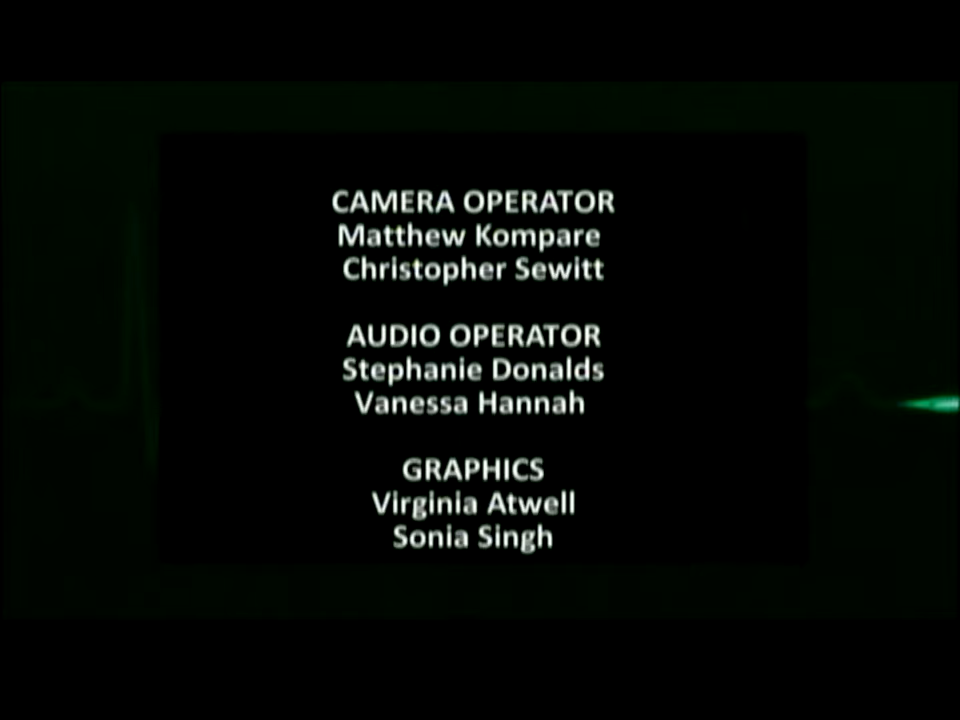 CAMERA OPERATOR
Matthew Kompare
Christopher Sewitt
AUDIO OPERATOR
Stephanie Donalds
Vanessa Hannah
GRAPHICS
Virginia Atwell
Sonia Singh